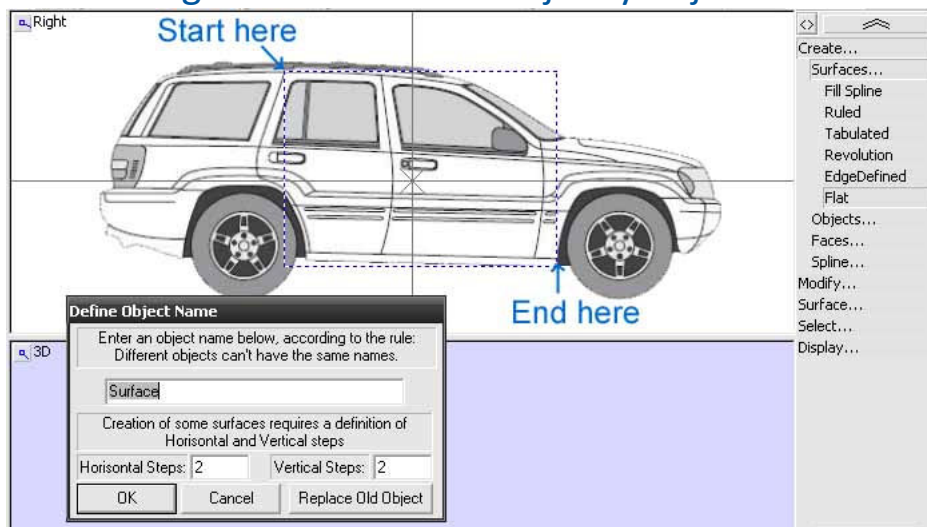 Right
Start here
End here
<>
Create...
Surfaces...
Fill Spline
Ruled
Tabulated
Revolution
EdgeDefined
Flat
Objects...
Faces...
Spline...
Modify...
Surface...
Select...
Display...
3D
Define Object Name
Enter an object name below, according to the rule:
Different objects can't have the same names.
Surface
Creation of some surfaces requires a definition of
Horisontal and Vertical steps
Horisontal Steps: 2 Vertical Steps: 2
OK Cancel Replace Old Object